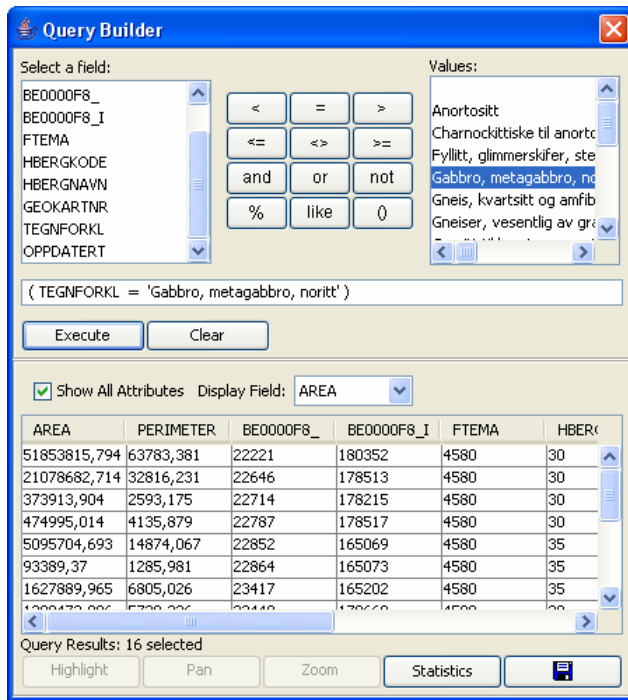 Query Builder
Select a field:
Values:
BE0000F8_
BE0000F8_I
FTEMA
HBERGKODE
HBERGNAVN
GEOKARTNR
TEGNFORKL
OPPDATERT
< = >
<= <> >=
and or not
% like ()
Anortositt
Charnockittiske til anorto
Fyllitt, glimmerskifer, ste
Gabbro, metagabbro, no
Gneis, kvartsitt og amfib
Gneiser, vesentlig av gra
( TEGNFORKL = 'Gabbro, metagabbro, noritt' )
Execute Clear
Show All Attributes Display Field: AREA
AREA PERIMETER BE0000F8_ BE0000F8_I FTEMA HBERG
51853815,794 63783,381 22221 180352 4580 30
21078682,714 32816,231 22646 178513 4580 30
373913,904 2593,175 22714 178215 4580 30
474995,014 4135,879 22787 178517 4580 30
5095704,693 14874,067 22852 165069 4580 35
93389,37 1285,981 22864 165073 4580 35
1627889,965 6805,026 23417 165202 4580 35
Query Results: 16 selected
Highlight Pan Zoom Statistics